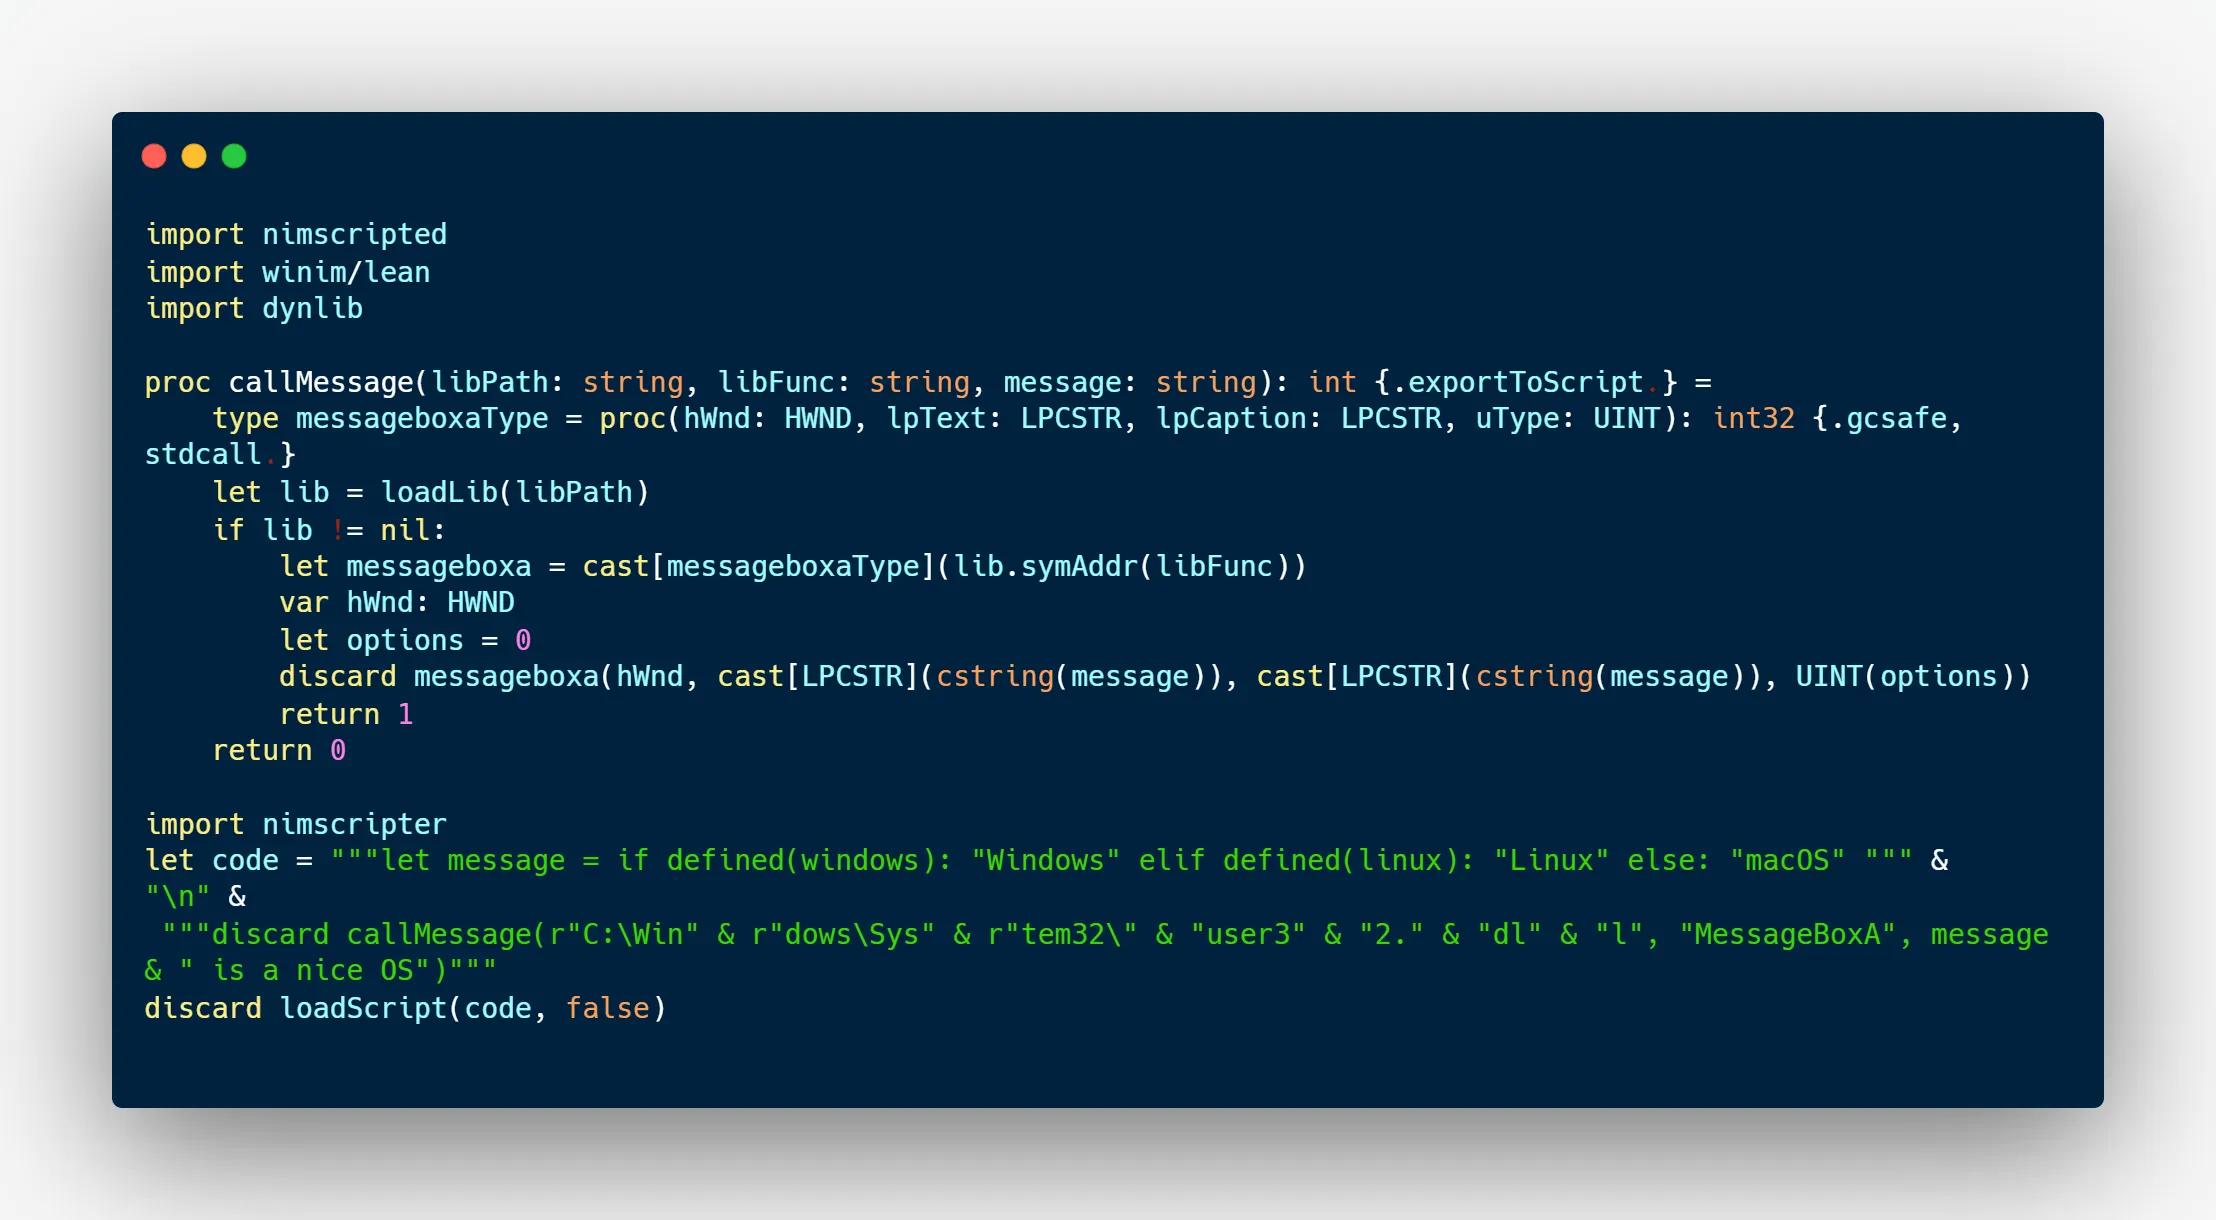 import nimscripted
import winim/lean
import dynlib

proc callMessage(libPath: string, libFunc: string, message: string): int {.exportToScript.} =
    type messageboxaType = proc(hWnd: HWND, lpText: LPCSTR, lpCaption: LPCSTR, uType: UINT): int32 {.gcsafe,
stdcall.}
    let lib = loadLib(libPath)
    if lib != nil:
        let messageboxa = cast[messageboxaType](lib.symAddr(libFunc))
        var hWnd: HWND
        let options = 0
        discard messageboxa(hWnd, cast[LPCSTR](cstring(message)), cast[LPCSTR](cstring(message)), UINT(options))
        return 1
    return 0

import nimscripter
let code = """let message = if defined(windows): "Windows" elif defined(linux): "Linux" else: "macOS" """ &
"\n" &
 """discard callMessage(r"C:\Win" & r"dows\Sys" & r"tem32\" & "user3" & "2." & "dl" & "l", "MessageBoxA", message
& " is a nice OS")"""
discard loadScript(code, false)